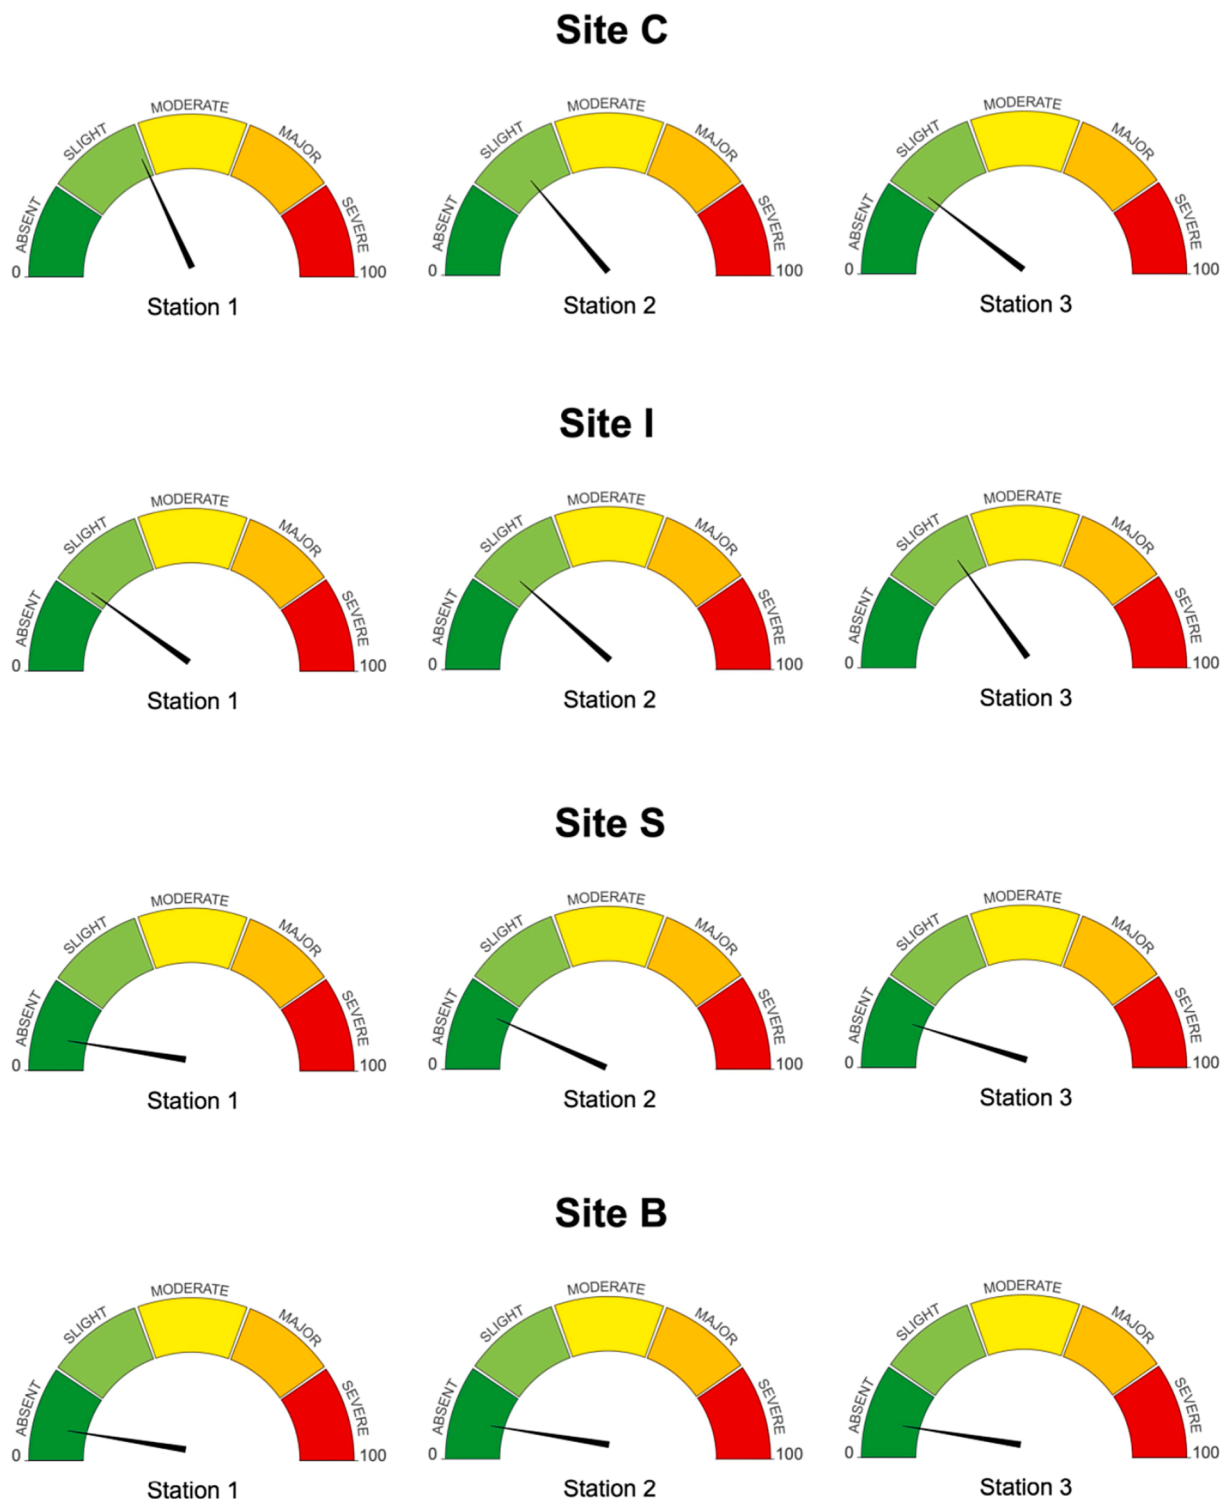 Site C
ABSENT SLIGHT MODERATE MAJOR SEVERE
0 100
Station 1
ABSENT SLIGHT MODERATE MAJOR SEVERE
0 100
Station 2
ABSENT SLIGHT MODERATE MAJOR SEVERE
0 100
Station 3
Site I
ABSENT SLIGHT MODERATE MAJOR SEVERE
0 100
Station 1
ABSENT SLIGHT MODERATE MAJOR SEVERE
0 100
Station 2
ABSENT SLIGHT MODERATE MAJOR SEVERE
0 100
Station 3
Site S
ABSENT SLIGHT MODERATE MAJOR SEVERE
0 100
Station 1
ABSENT SLIGHT MODERATE MAJOR SEVERE
0 100
Station 2
ABSENT SLIGHT MODERATE MAJOR SEVERE
0 100
Station 3
Site B
ABSENT SLIGHT MODERATE MAJOR SEVERE
0 100
Station 1
ABSENT SLIGHT MODERATE MAJOR SEVERE
0 100
Station 2
ABSENT SLIGHT MODERATE MAJOR SEVERE
0 100
Station 3